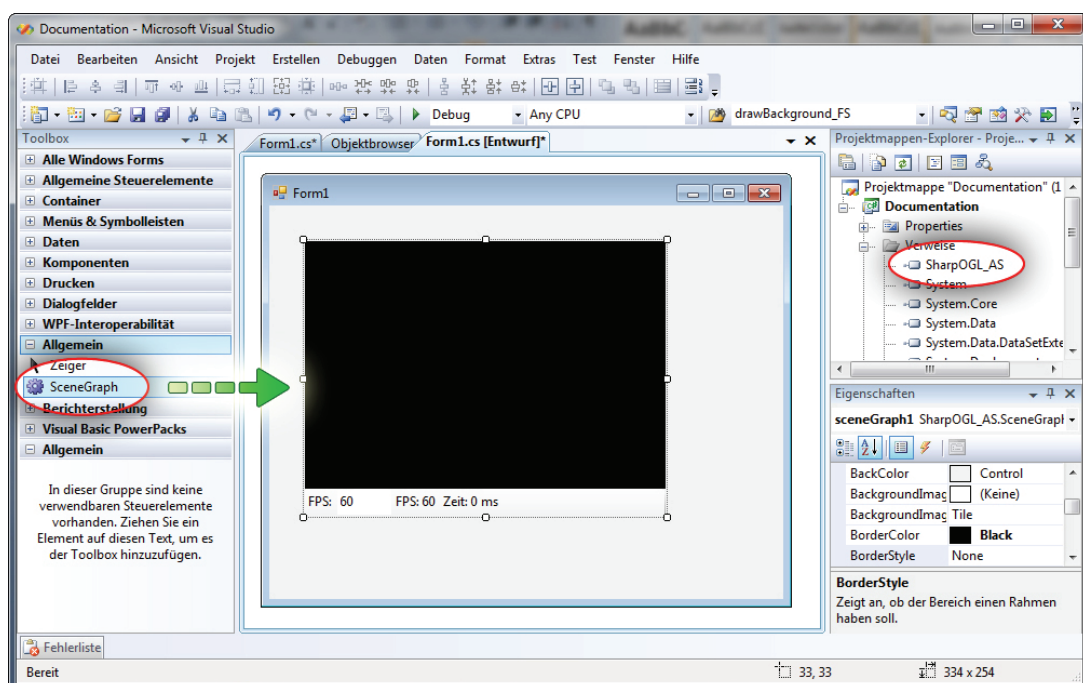 Documentation - Microsoft Visual Studio
Datei Bearbeiten Ansicht Projekt Erstellen Debuggen Daten Format Extras Test Fenster Hilfe
Debug Any CPU drawBackground_FS
Toolbox
Alle Windows Forms
Allgemeine Steuerelemente
Container
Menüs & Symbolleisten
Daten
Komponenten
Drucken
Dialogfelder
WPF-Interoperabilität
Allgemein
Zeiger
SceneGraph
Berichterstellung
Visual Basic PowerPacks
Allgemein
In dieser Gruppe sind keine
verwendbaren Steuerelemente
vorhanden. Ziehen Sie ein
Element auf diesen Text, um es
der Toolbox hinzuzufügen.
Form1.cs* Objektbrowser Form1.cs [Entwurf]*
Form1
FPS: 60 FPS: 60 Zeit: 0 ms
Projektmappen-Explorer - Proje...
Projektmappe "Documentation" (1
Documentation
Properties
Verweise
SharpOGL_AS
System
System.Core
System.Data
System.Data.DataSetExte
Eigenschaften
sceneGraph1 SharpOGL_AS.SceneGrapl
BackColor Control
BackgroundImag (Keine)
BackgroundImag Tile
BorderColor Black
BorderStyle None
BorderStyle
Zeigt an, ob der Bereich einen Rahmen
haben soll.
Fehlerliste
Bereit 33, 33 334 x 254